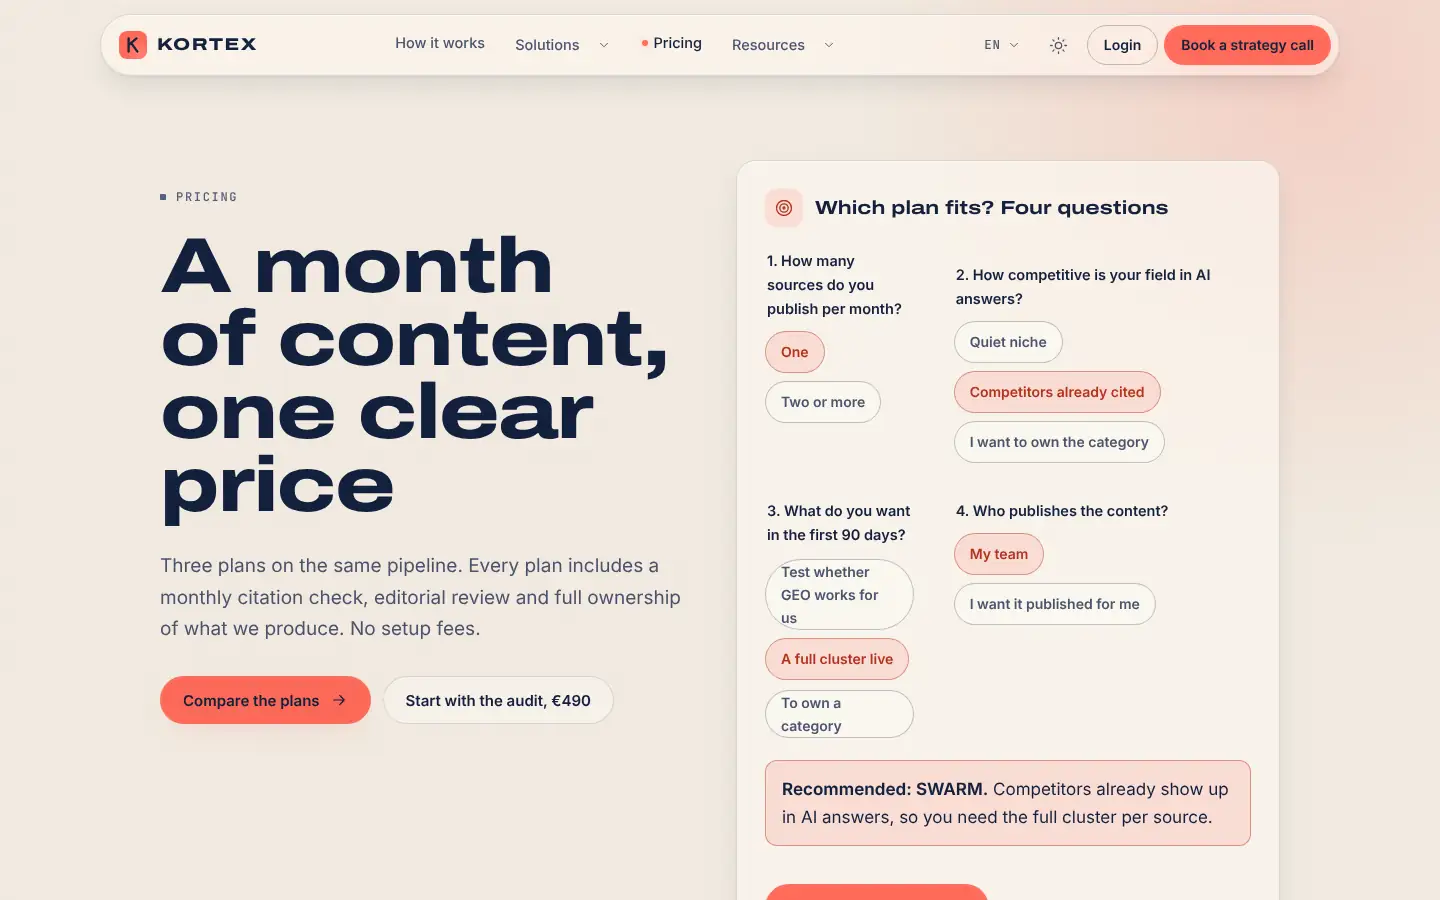 KORTEX
How it works
Solutions
Pricing
Resources
EN
Login
Book a strategy call
PRICING
A month
of content,
one clear
price
Three plans on the same pipeline. Every plan includes a
monthly citation check, editorial review and full ownership
of what we produce. No setup fees.
Compare the plans →
Start with the audit, €490
Which plan fits? Four questions
1. How many
sources do you
publish per month?
One
Two or more
2. How competitive is your field in AI
answers?
Quiet niche
Competitors already cited
I want to own the category
3. What do you want
in the first 90 days?
Test whether
GEO works for
us
A full cluster live
To own a
category
4. Who publishes the content?
My team
I want it published for me
Recommended: SWARM. Competitors already show up
in AI answers, so you need the full cluster per source.